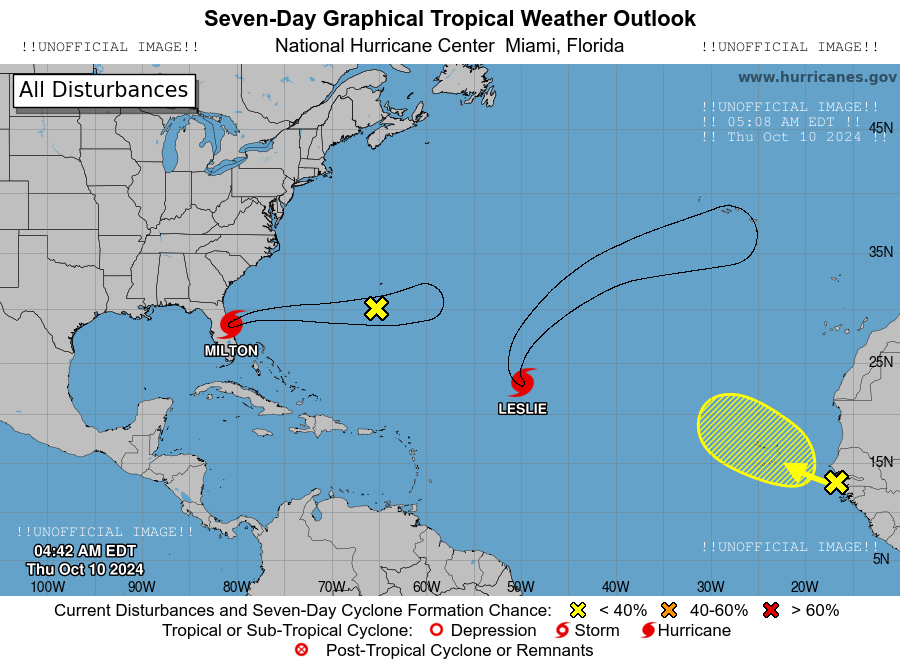 Seven-Day Graphical Tropical Weather Outlook
!!UNOFFICIAL IMAGE!! National Hurricane Center Miami, Florida !!UNOFFICIAL IMAGE!!
All Disturbances
www.hurricanes.gov
!!UNOFFICIAL IMAGE!!
!! 05:08 AM EDT !!
!! Thu Oct 10 2024 !!
45N
35N
MILTON
25N
LESLIE
15N
!!UNOFFICIAL IMAGE!!
04:42 AM EDT
Thu Oct 10 2024
!!UNOFFICIAL IMAGE!!
5N
100W 90W 80W 70W 60W 50W 40W 30W 20W
Current Disturbances and Seven-Day Cyclone Formation Chance: < 40% 40-60% > 60%
Tropical or Sub-Tropical Cyclone: Depression Storm Hurricane
Post-Tropical Cyclone or Remnants